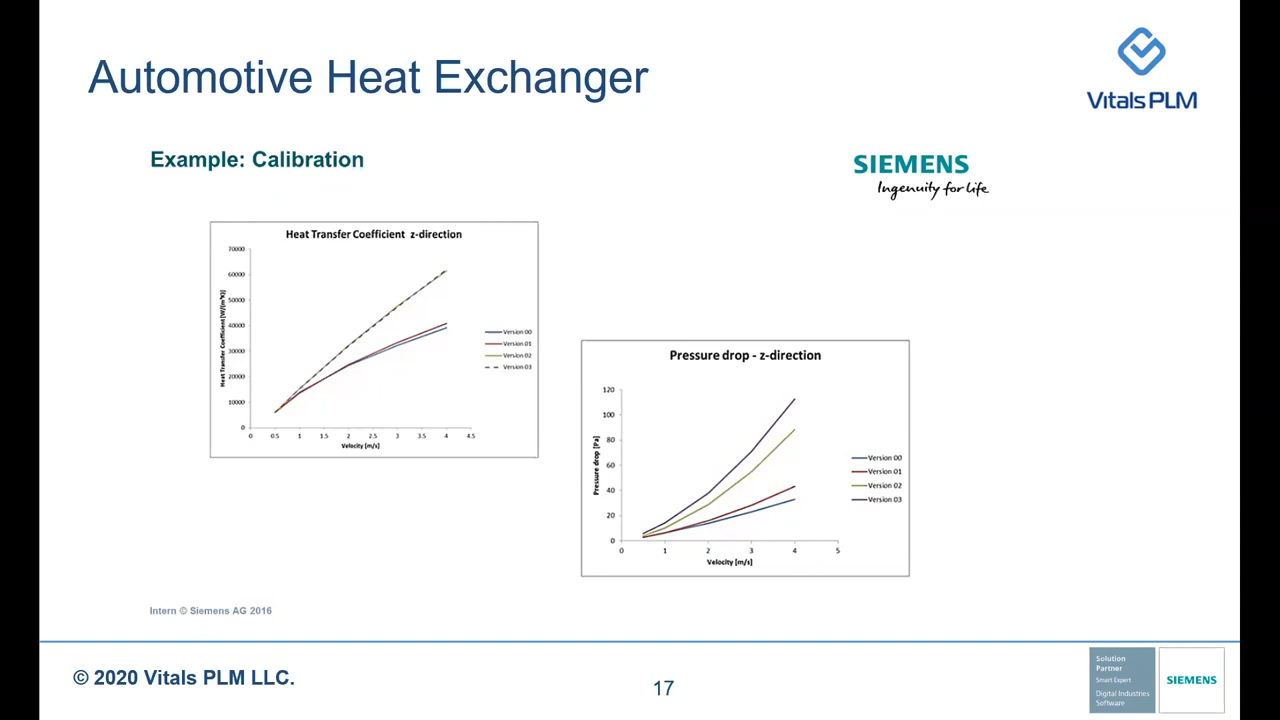 Automotive Heat Exchanger
Vitals PLM
Example: Calibration
SIEMENS
Ingenuity for life
Heat Transfer Coefficient z-direction
70000
60000
50000
40000
30000
20000
10000
0
Heat Transfer Coefficient [W/(m²K)]
0 0.5 1 1.5 2 2.5 3 3.5 4 4.5
Velocity [m/s]
Version 00
Version 01
Version 02
Version 03
Pressure drop - z-direction
120
100
80
60
40
20
0
Pressure drop [Pa]
0 1 2 3 4 5
Velocity [m/s]
Version 00
Version 01
Version 02
Version 03
Intern © Siemens AG 2016
© 2020 Vitals PLM LLC.
17
Solution
Partner
Smart Expert
Digital Industries
Software
SIEMENS